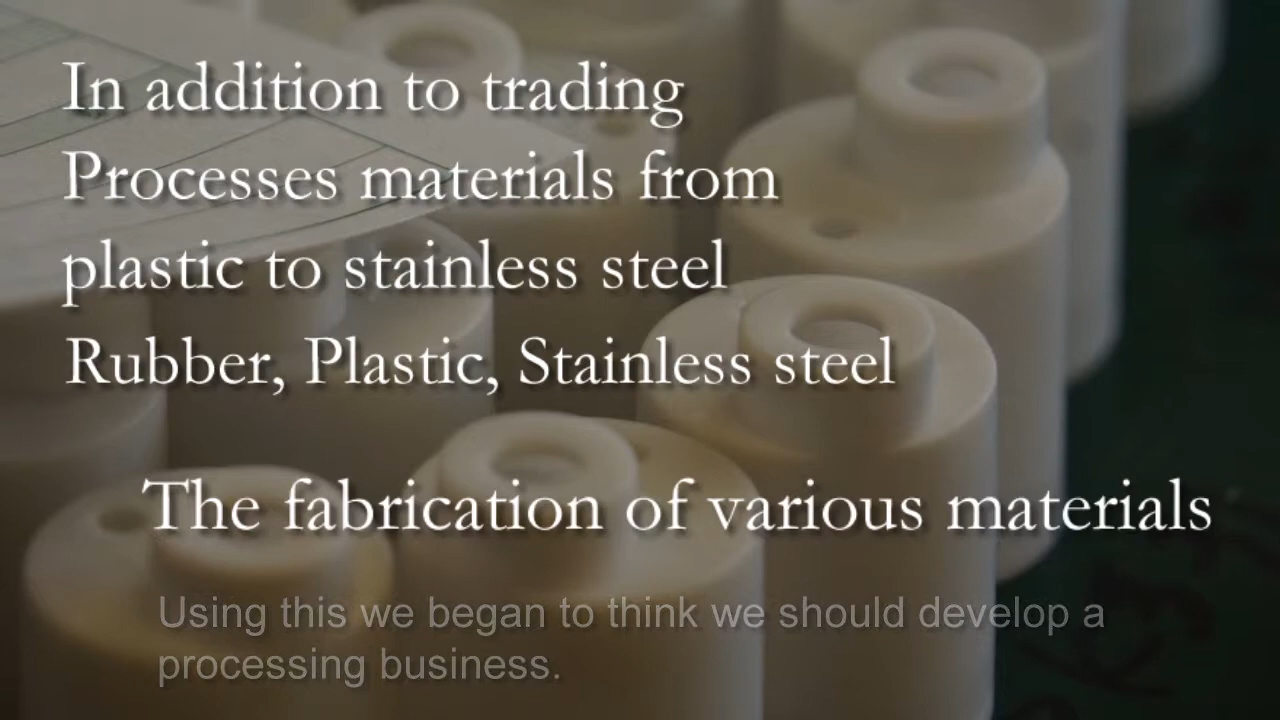 In addition to trading
Processes materials from
plastic to stainless steel
Rubber, Plastic, Stainless steel
The fabrication of various materials
Using this we began to think we should develop a
processing business.